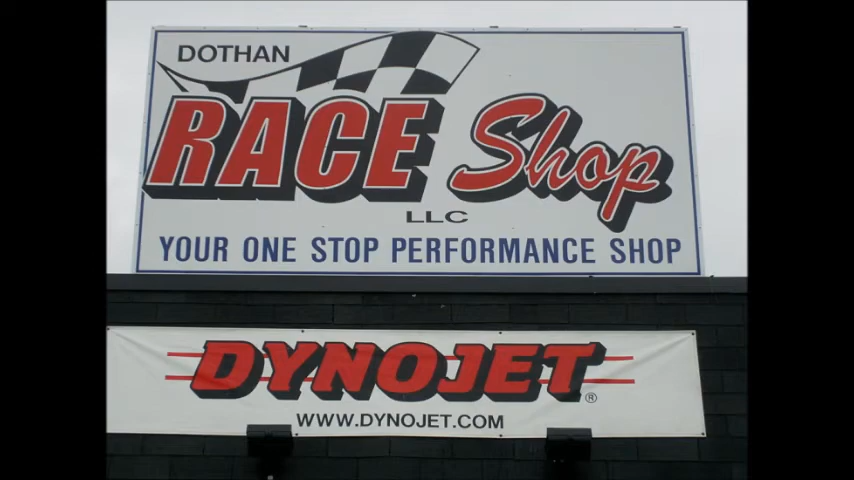 DOTHAN
RACE Shop
LLC
YOUR ONE STOP PERFORMANCE SHOP
DYNOJET®
WWW.DYNOJET.COM